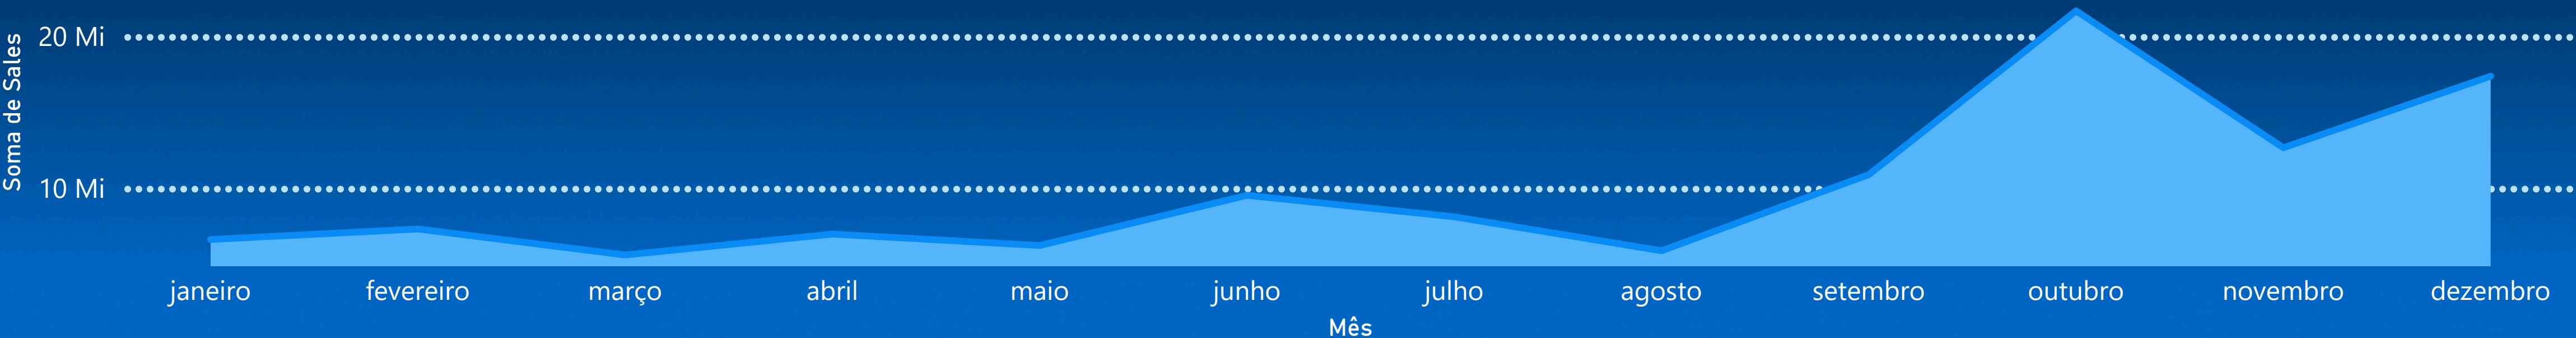 Soma de Sales
20 Mi
10 Mi
janeiro fevereiro março abril maio junho julho agosto setembro outubro novembro dezembro
Mês